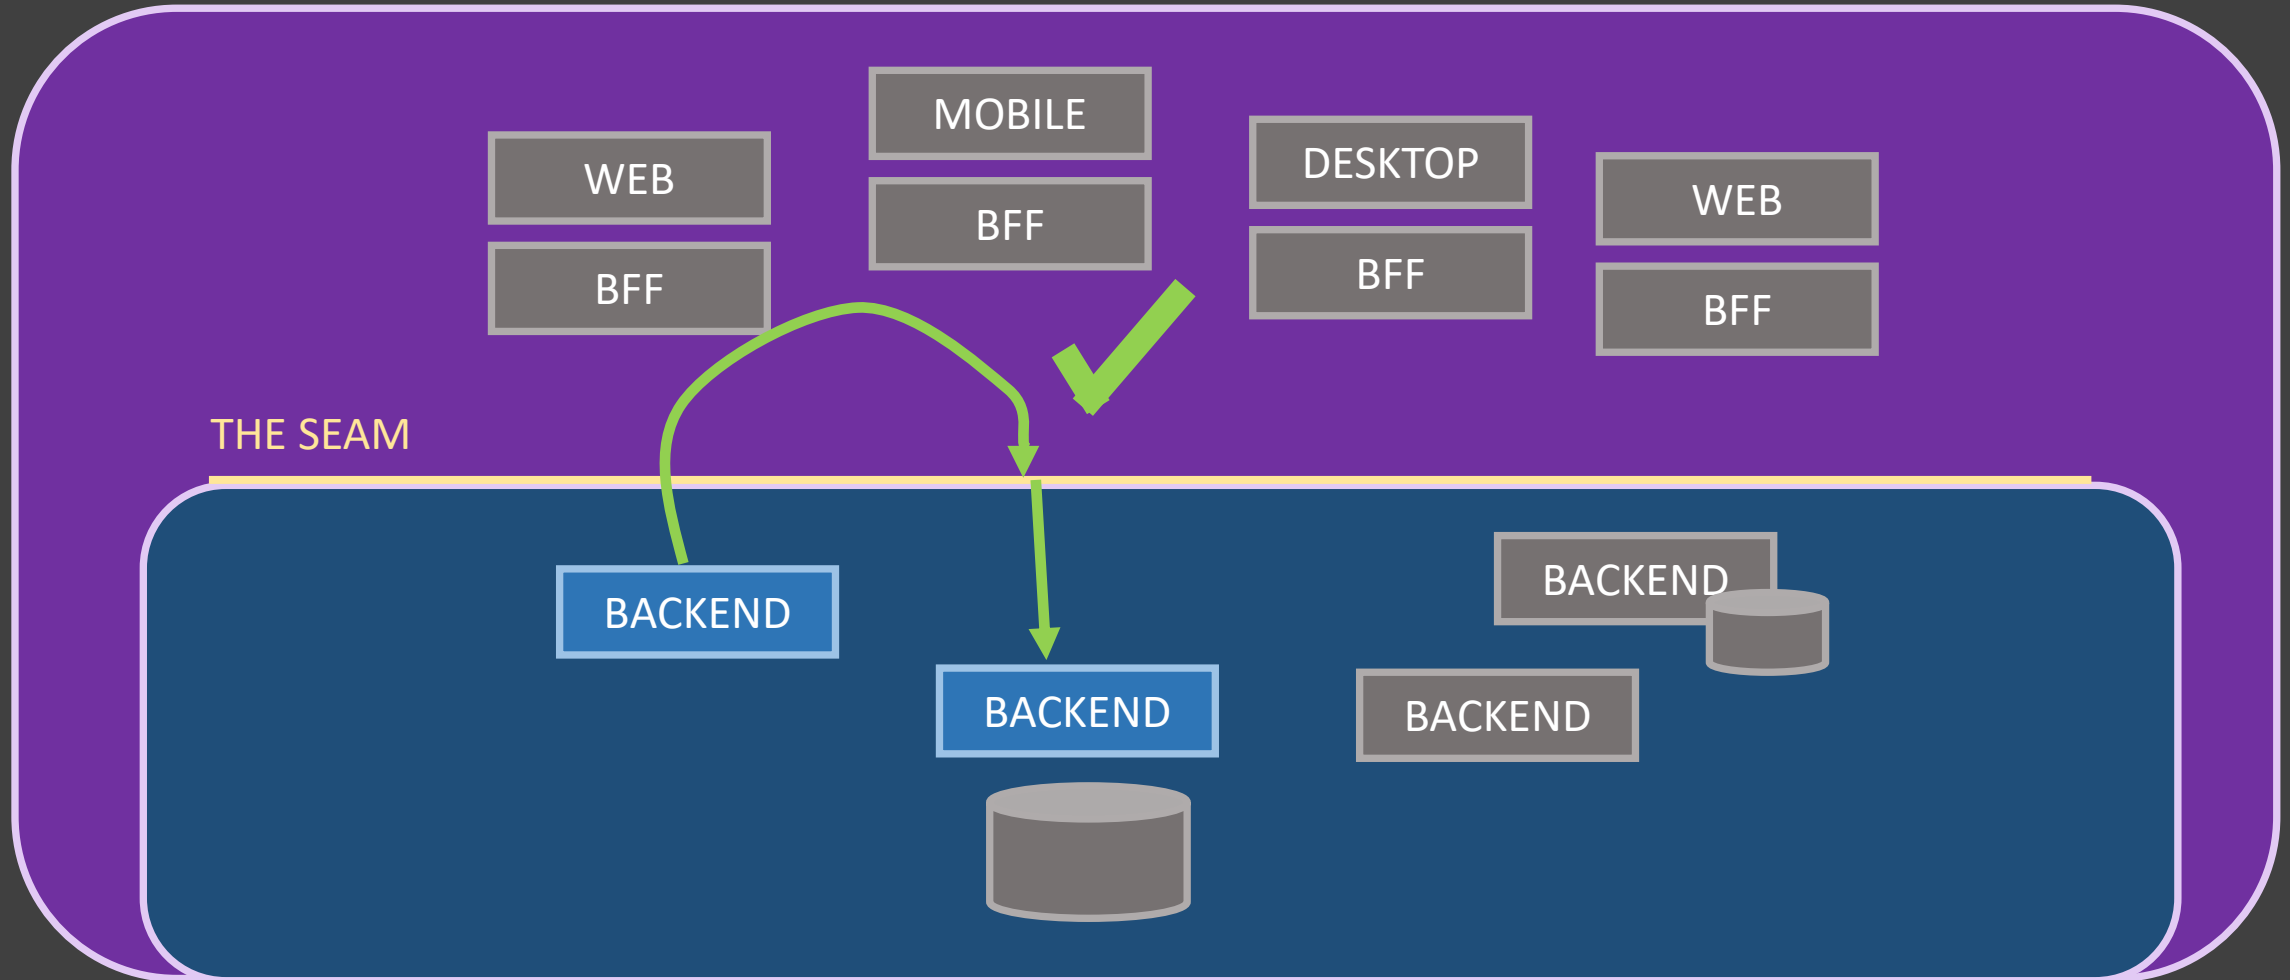 MOBILE
DESKTOP
WEB
WEB
BFF
BFF
BFF
BFF
THE SEAM
BACKEND
BACKEND
BACKEND
BACKEND